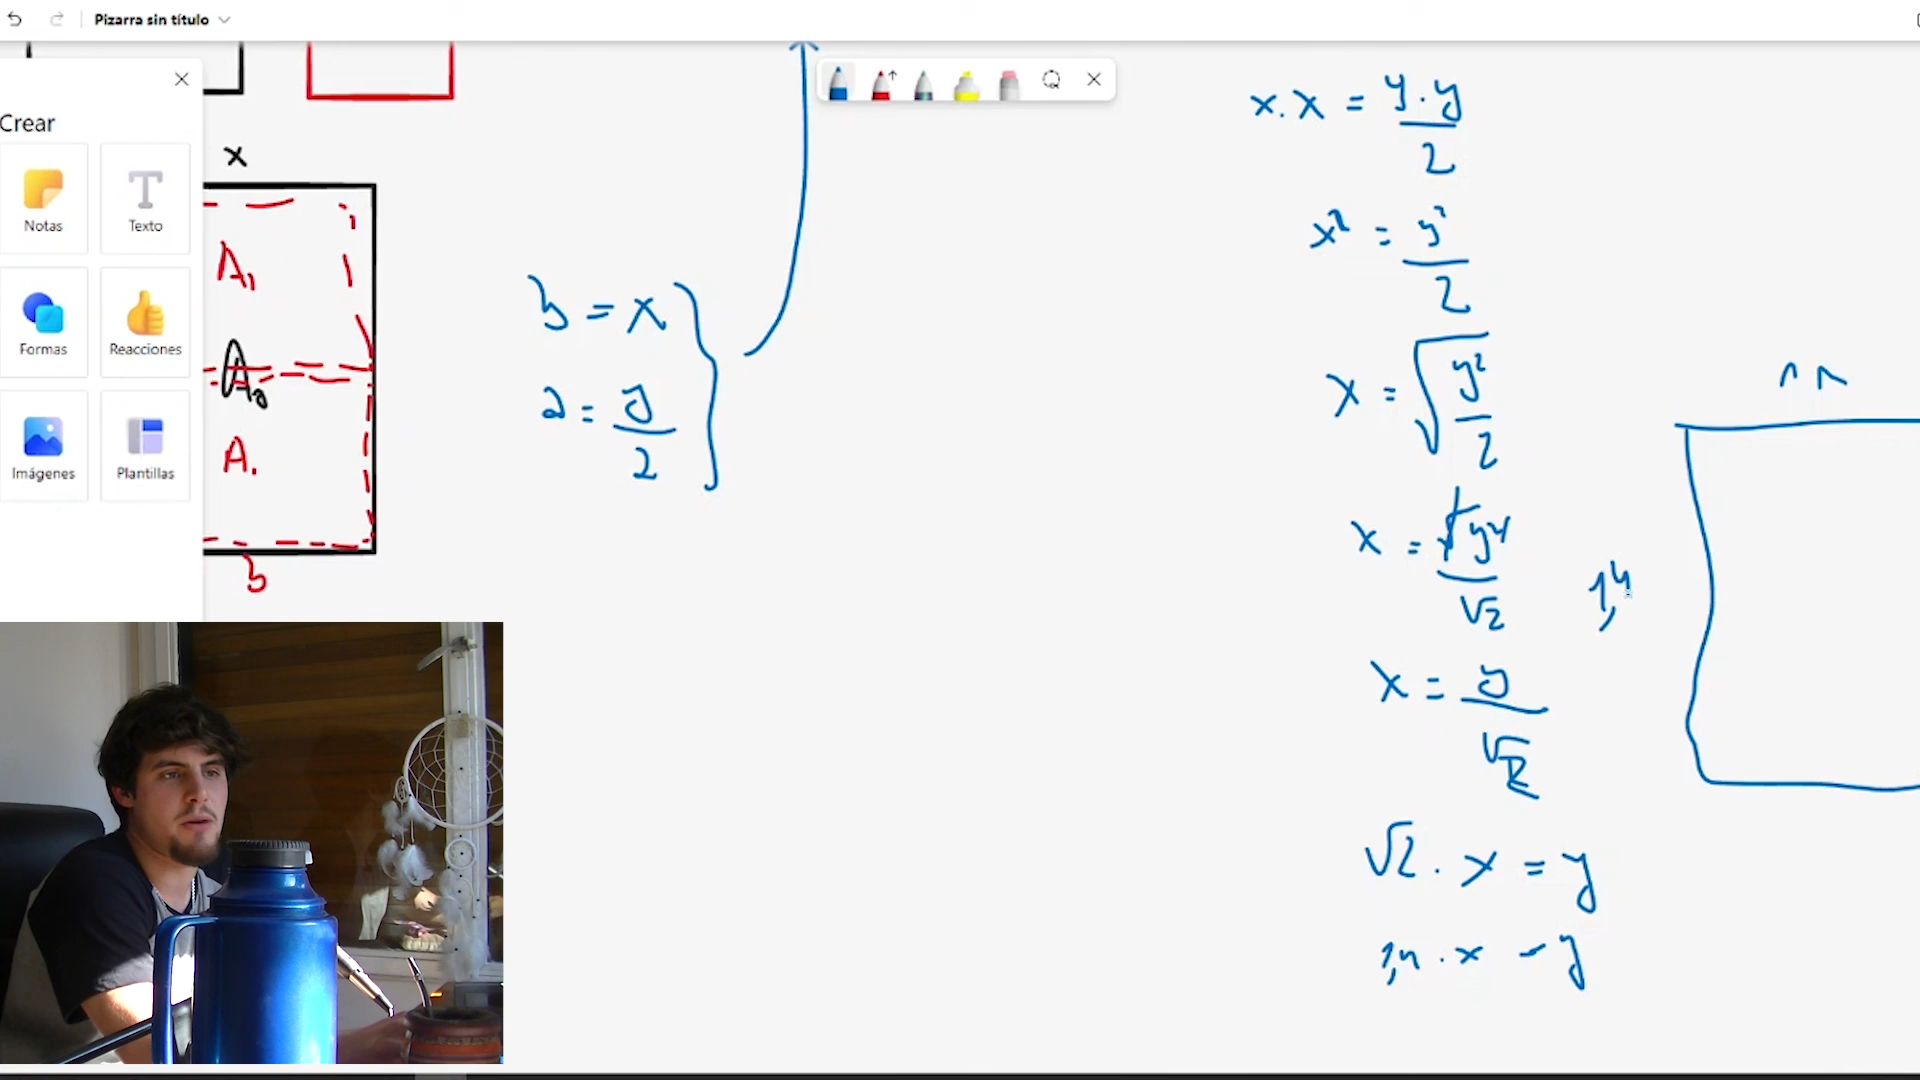 Pizarra sin título
Crear
Notas
Texto
Formas
Reacciones
Imágenes
Plantillas
x
A₁
A₀
A₁
b
b = x
a = y/2
x . x = y . y / 2
x² = y²/2
x = √(y²/2)
x = √y² / √2
x = y/√2
√2 . x = y
1,4 . x = y
1,4